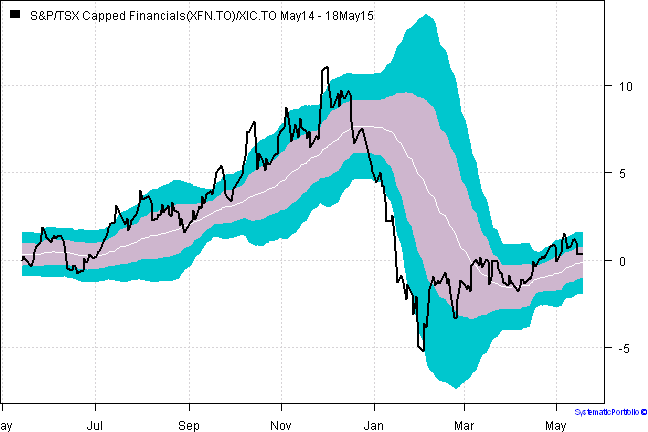 S&P/TSX Capped Financials(XFN.TO)/XIC.TO May14 - 18May15
10
5
0
-5
ay Jul Sep Nov Jan Mar May
SystematicPortfolio ©